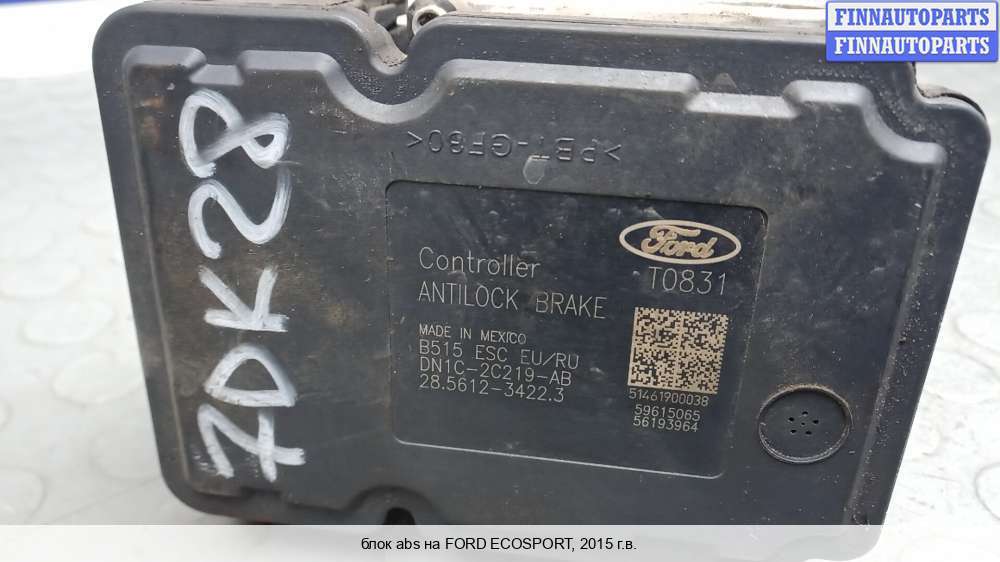 FINNAUTOPARTS
FINNAUTOPARTS
>PBT-GF30<
ZDK28
Ford
Controller
T0831
ANTILOCK BRAKE
MADE IN MEXICO
B515 ESC EU/RU
DN1C-2C219-AB
28.5612-3422.3
51461900038
59615065
56193964
блок abs на FORD ECOSPORT, 2015 г.в.